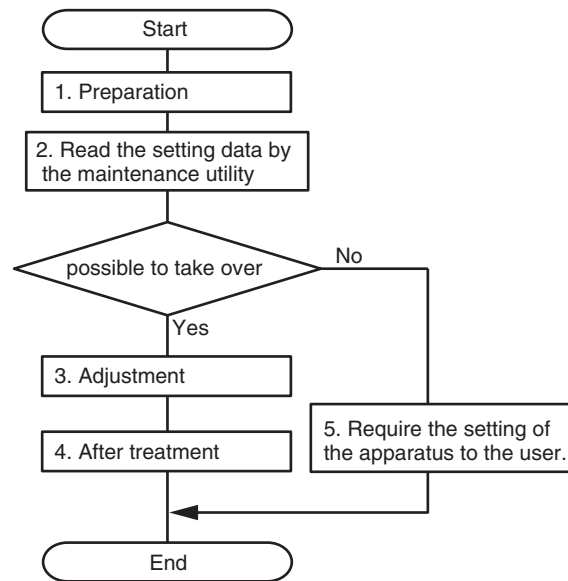 Start
1. Preparation
2. Read the setting data by
the maintenance utility
possible to take over
No
Yes
3. Adjustment
4. After treatment
5. Require the setting of
the apparatus to the user.
End